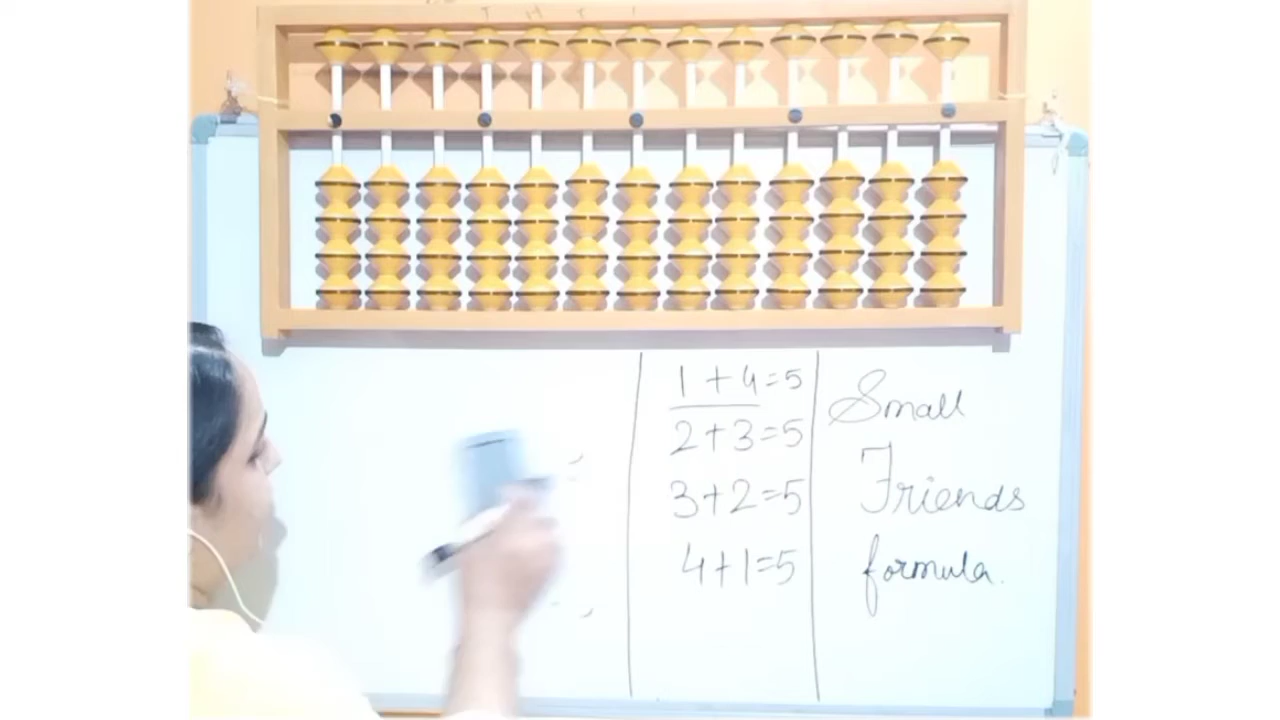 T H T
1 + 4 = 5
2 + 3 = 5
3 + 2 = 5
4 + 1 = 5
Small
Friends
formula.